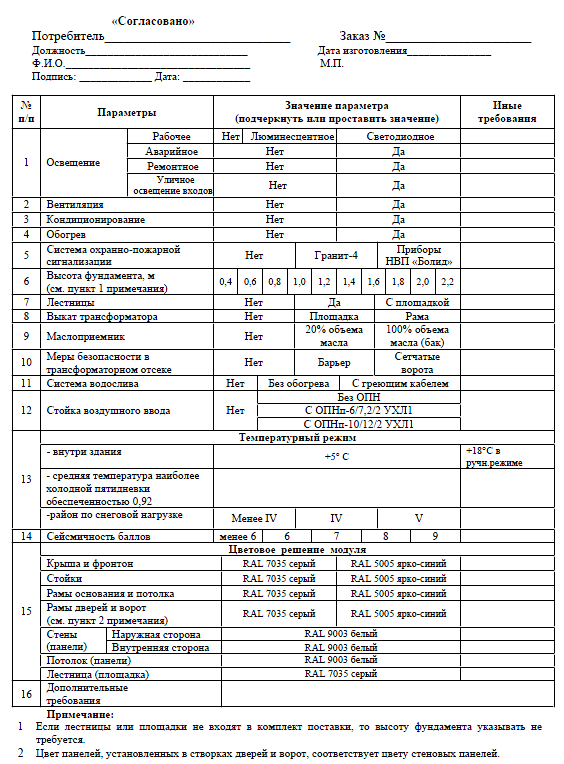 «Согласовано»
Потребитель______________________________ Заказ №________________________
Должность_____________________________ Дата изготовления_______________
Ф.И.О._________________________________ М.П.
Подпись: _____________ Дата: ____________
№ п/п Параметры Значение параметра (подчеркнуть или проставить значение) Иные требования
1 Освещение Рабочее Нет Люминесцентное Светодиодное
Аварийное Нет Да
Ремонтное Нет Да
Уличное освещение входов Нет Да
2 Вентиляция Нет Да
3 Кондиционирование Нет Да
4 Обогрев Нет Да
5 Система охранно-пожарной сигнализации Нет Гранит-4 Приборы НВП «Болид»
6 Высота фундамента, м (см. пункт 1 примечания) 0,4 0,6 0,8 1,0 1,2 1,4 1,6 1,8 2,0 2,2
7 Лестницы Нет Да С площадкой
8 Выкат трансформатора Нет Площадка Рама
9 Маслоприемник Нет 20% объема масла 100% объема масла (бак)
10 Меры безопасности в трансформаторном отсеке Нет Барьер Сетчатые ворота
11 Система водослива Нет Без обогрева С греющим кабелем
12 Стойка воздушного ввода Нет Без ОПН
С ОПНп-6/7,2/2 УХЛ1
С ОПНп-10/12/2 УХЛ1
13 Температурный режим
- внутри здания +5° С +18°С в ручн.режиме
- средняя температура наиболее холодной пятидневки обеспеченностью 0,92
-район по снеговой нагрузке Менее IV IV V
14 Сейсмичность баллов менее 6 6 7 8 9
15 Цветовое решение модуля
Крыша и фронтон RAL 7035 серый RAL 5005 ярко-синий
Стойки RAL 7035 серый RAL 5005 ярко-синий
Рамы основания и потолка RAL 7035 серый RAL 5005 ярко-синий
Рамы дверей и ворот (см. пункт 2 примечания) RAL 7035 серый RAL 5005 ярко-синий
Стены (панели) Наружная сторона RAL 9003 белый
Внутренняя сторона RAL 9003 белый
Потолок (панели) RAL 9003 белый
Лестница (площадка) RAL 7035 серый
16 Дополнительные требования
Примечание:
1 Если лестницы или площадки не входят в комплект поставки, то высоту фундамента указывать не
требуется.
2 Цвет панелей, установленных в створках дверей и ворот, соответствует цвету стеновых панелей.